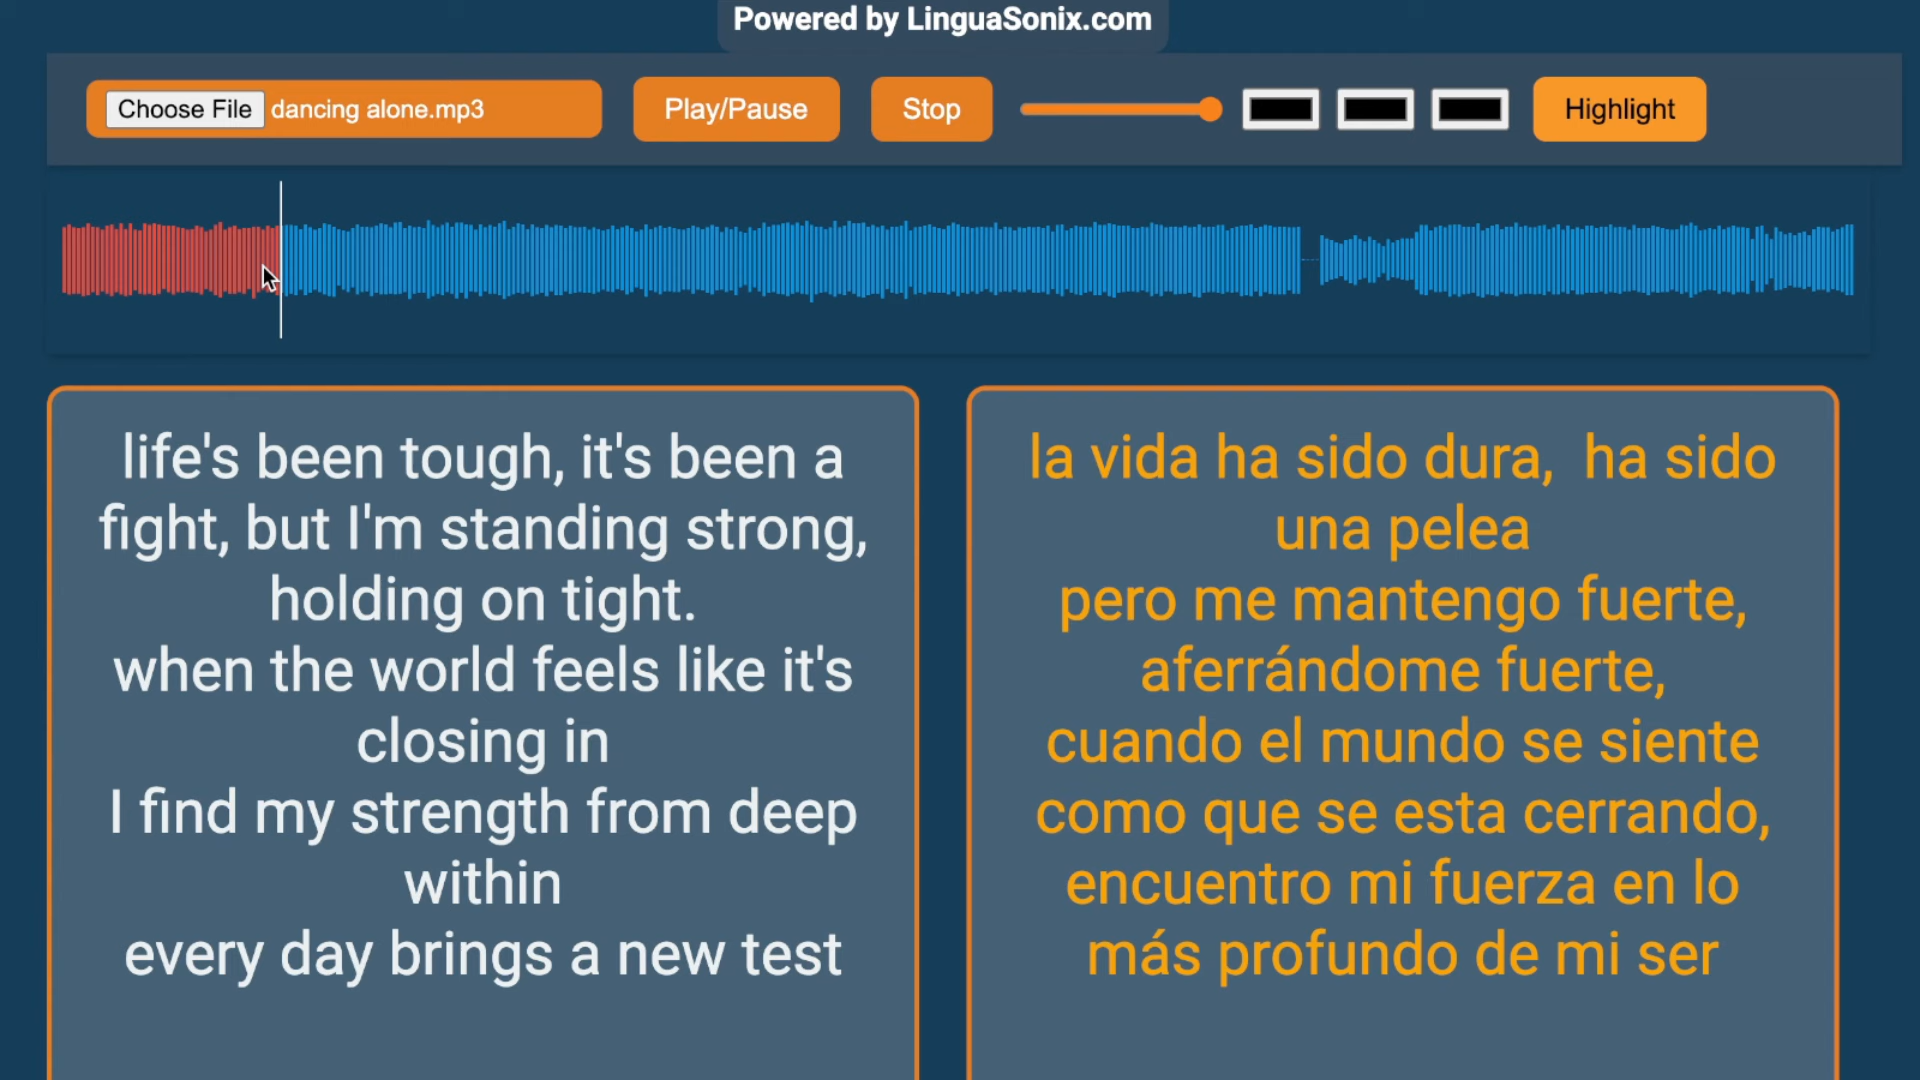 Powered by LinguaSonix.com
Choose File dancing alone.mp3
Play/Pause
Stop
Highlight
life's been tough, it's been a
fight, but I'm standing strong,
holding on tight.
when the world feels like it's
closing in
I find my strength from deep
within
every day brings a new test
la vida ha sido dura,  ha sido
una pelea
pero me mantengo fuerte,
aferrándome fuerte,
cuando el mundo se siente
como que se esta cerrando,
encuentro mi fuerza en lo
más profundo de mi ser